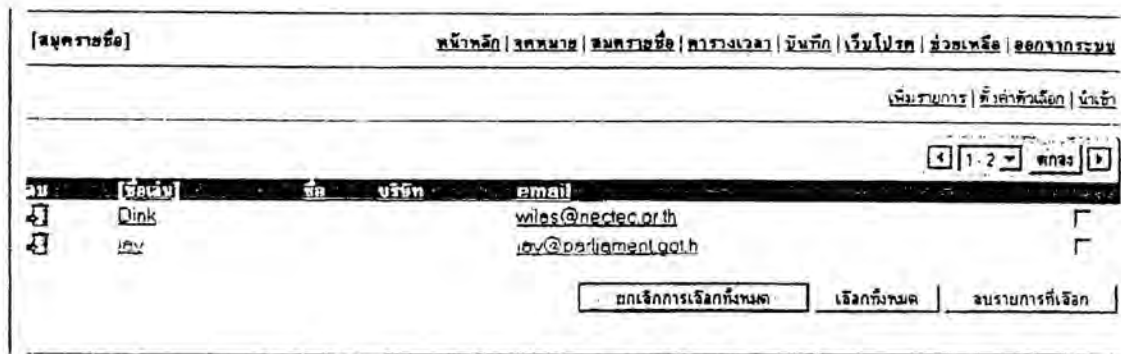 [สมุดรายชื่อ] หน้าหลัก | จดหมาย | สมุดรายชื่อ | ตารางเวลา | บันทึก | เว็บโปรด | ช่วยเหลือ | ออกจากระบบ
เพิ่มรายการ | ตั้งค่าตัวเลือก | นำเข้า
1 - 2 ตกลง
ลบ [ชื่อเล่น] ชื่อ บริษัท email
Dink wiles@nectec.or.th
jay jay@parliament.got.h
ยกเลิกการเลือกทั้งหมด เลือกทั้งหมด ลบรายการที่เลือก